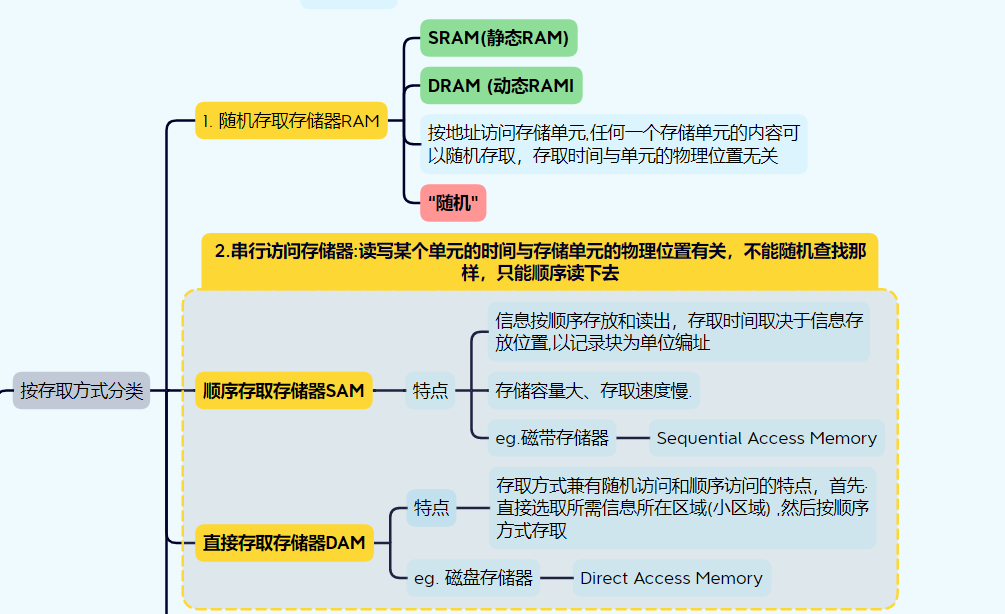 SRAM(静态RAM)
DRAM (动态RAMI
1. 随机存取存储器RAM
按地址访问存储单元,任何一个存储单元的内容可
以随机存取，存取时间与单元的物理位置无关
"随机"
2.串行访问存储器:读写某个单元的时间与存储单元的物理位置有关，不能随机查找那
样，只能顺序读下去
按存取方式分类
顺序存取存储器SAM
特点
信息按顺序存放和读出，存取时间取决于信息存
放位置,以记录块为单位编址
存储容量大、存取速度慢.
eg.磁带存储器
Sequential Access Memory
直接存取存储器DAM
特点
存取方式兼有随机访问和顺序访问的特点，首先·
直接选取所需信息所在区域(小区域) ,然后按顺序
方式存取
eg. 磁盘存储器
Direct Access Memory